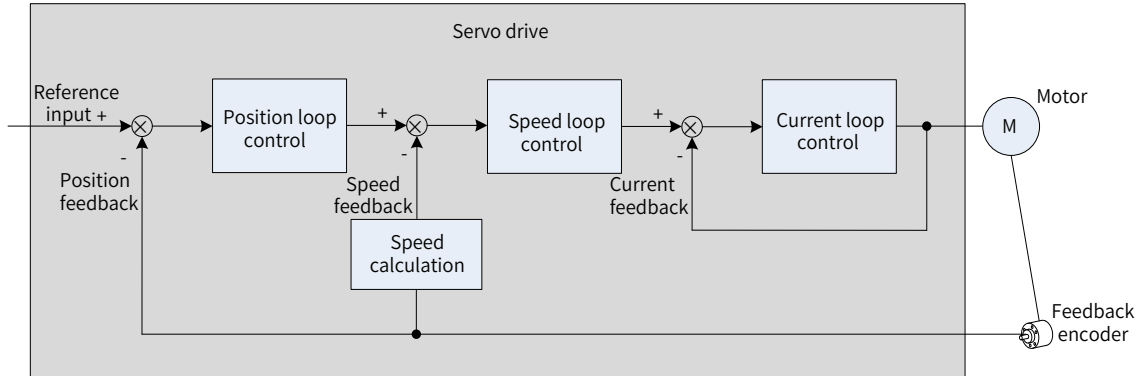 Servo drive
Reference
input +
-
Position
feedback
Position loop
control
+
-
Speed
feedback
Speed
calculation
Speed loop
control
+
-
Current
feedback
Current loop
control
Motor
M
Feedback
encoder